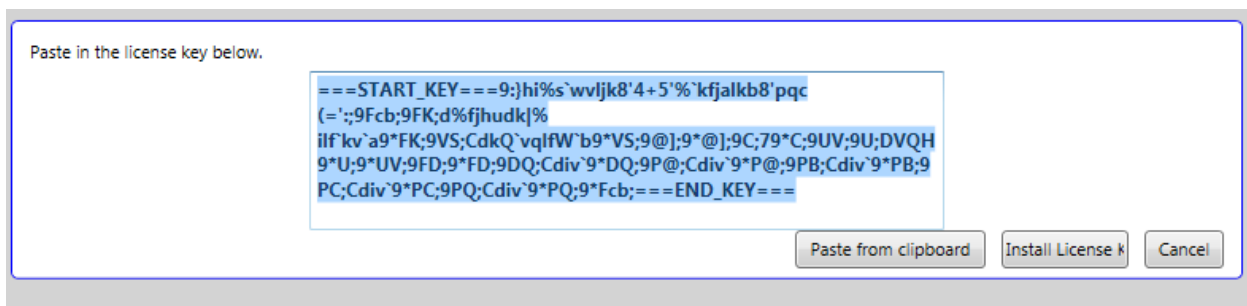 Paste in the license key below.
===START_KEY===9:}hi%s`wvljk8'4+5'%`kfjalkb8'pqc
(=':;9Fcb;9FK;d%fjhudk|%
ilf`kv`a9*FK;9VS;CdkQ`vqlfW`b9*VS;9@];9*@];9C;79*C;9UV;9U;DVQH
9*U;9*UV;9FD;9*FD;9DQ;Cdiv`9*DQ;9P@;Cdiv`9*P@;9PB;Cdiv`9*PB;9
PC;Cdiv`9*PC;9PQ;Cdiv`9*PQ;9*Fcb;===END_KEY===
Paste from clipboard
Install License K
Cancel